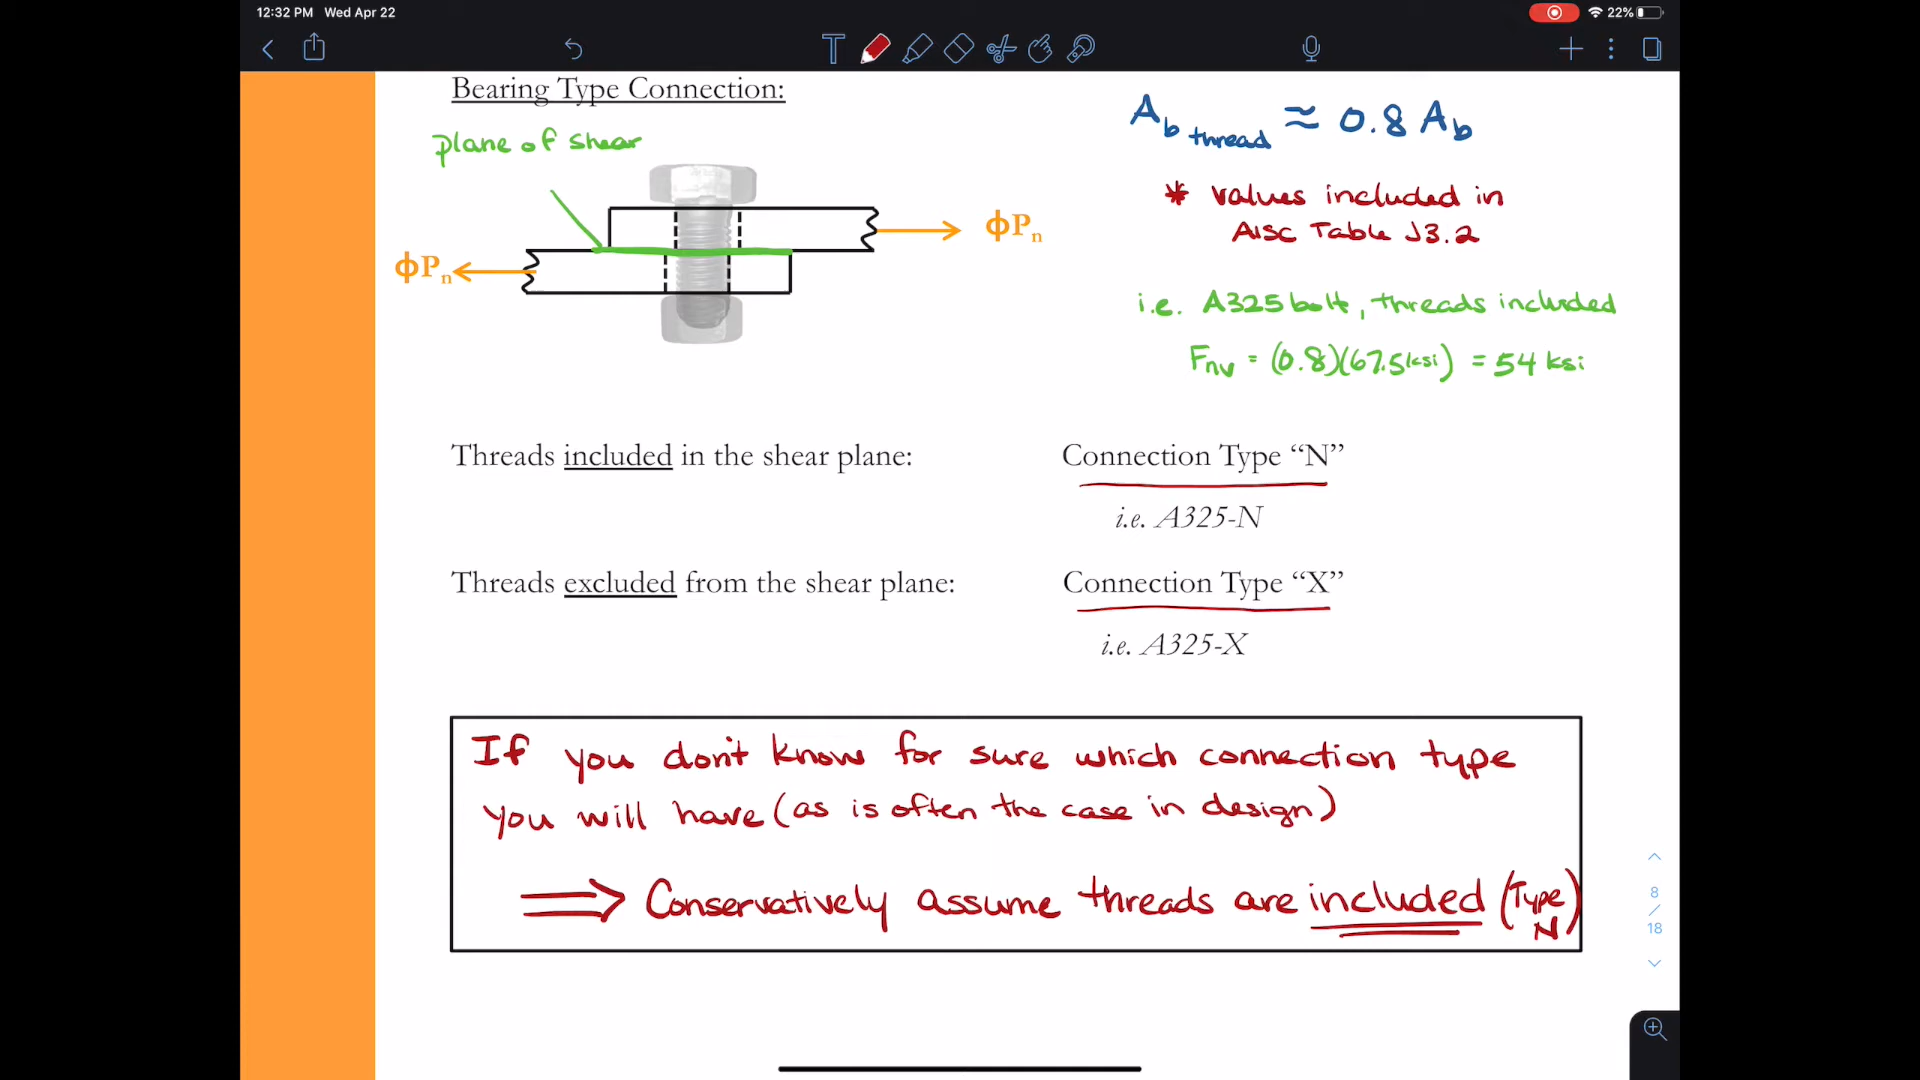 12:32 PM Wed Apr 22
22%
Bearing Type Connection:
plane of shear
ϕPn
ϕPn
Ab thread ≈ 0.8 Ab
* values included in
AISC Table J3.2
i.e. A325 bolt, threads included
Fnv = (0.8)(67.5 ksi) = 54 ksi
Threads included in the shear plane: Connection Type “N”
i.e. A325-N
Threads excluded from the shear plane: Connection Type “X”
i.e. A325-X
If you don't know for sure which connection type
you will have (as is often the case in design)
⇒ Conservatively assume threads are included (Type N)
8
/
18